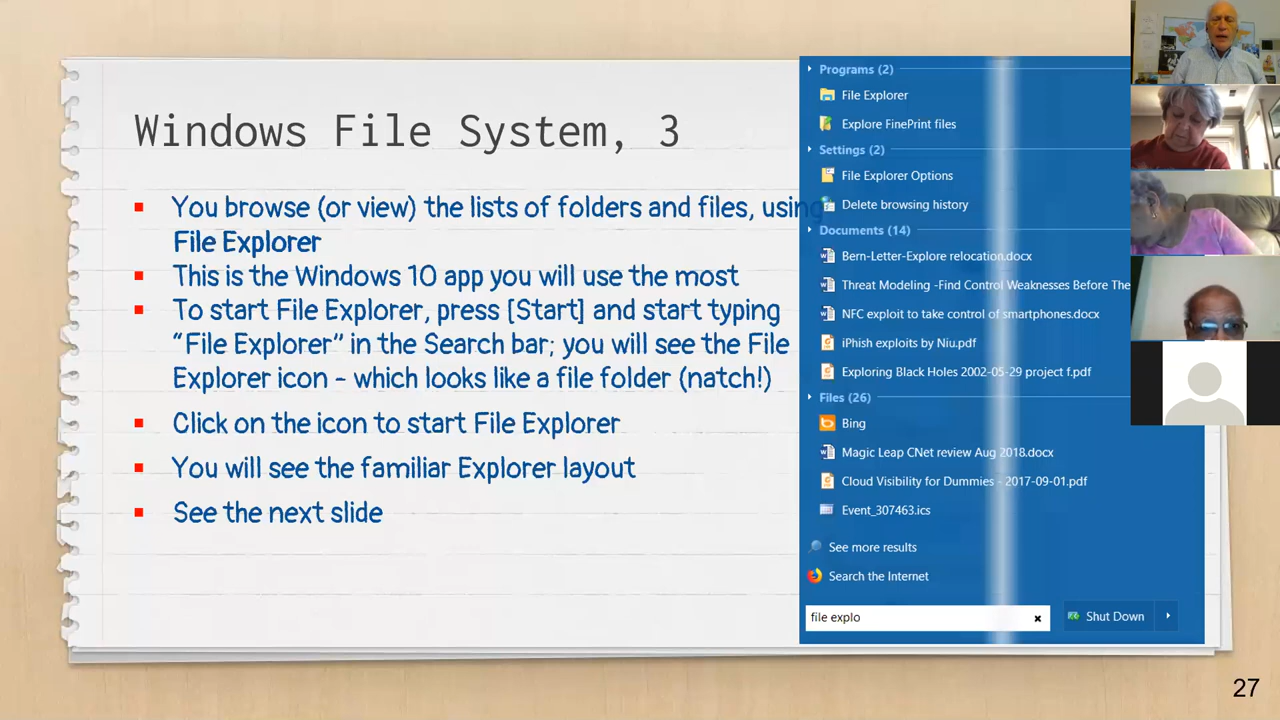 Windows File System, 3
▪ You browse (or view) the lists of folders and files, using
File Explorer
▪ This is the Windows 10 app you will use the most
▪ To start File Explorer, press [Start] and start typing
“File Explorer” in the Search bar; you will see the File
Explorer icon - which looks like a file folder (natch!)
▪ Click on the icon to start File Explorer
▪ You will see the familiar Explorer layout
▪ See the next slide
Programs (2)
File Explorer
Explore FinePrint files
Settings (2)
File Explorer Options
Delete browsing history
Documents (14)
Bern-Letter-Explore relocation.docx
Threat Modeling -Find Control Weaknesses Before The
NFC exploit to take control of smartphones.docx
iPhish exploits by Niu.pdf
Exploring Black Holes 2002-05-29 project f.pdf
Files (26)
Bing
Magic Leap CNet review Aug 2018.docx
Cloud Visibility for Dummies - 2017-09-01.pdf
Event_307463.ics
See more results
Search the Internet
file explo
Shut Down
27